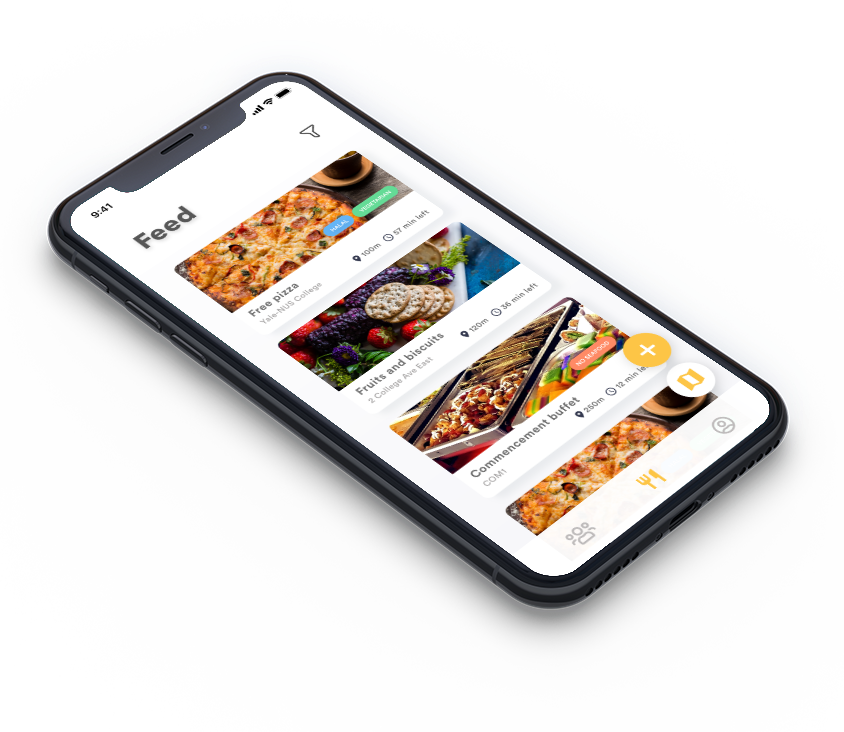 9:41
Feed
HALAL
VEGETARIAN
Free pizza
Yale-NUS College
100m
57 min left
Fruits and biscuits
2 College Ave East
120m
36 min left
NO SEAFOOD
Commencement buffet
COM1
250m
12 min le